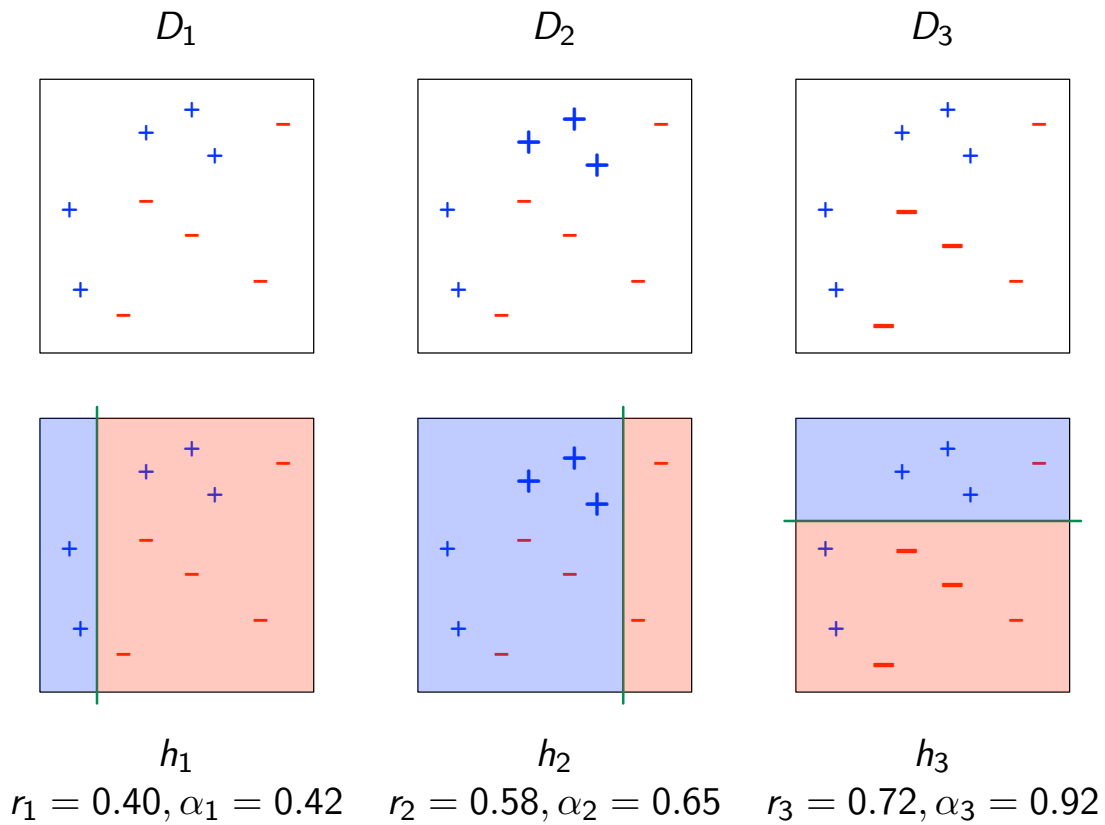 D₁ D₂ D₃
h₁ h₂ h₃
r₁ = 0.40, α₁ = 0.42 r₂ = 0.58, α₂ = 0.65 r₃ = 0.72, α₃ = 0.92